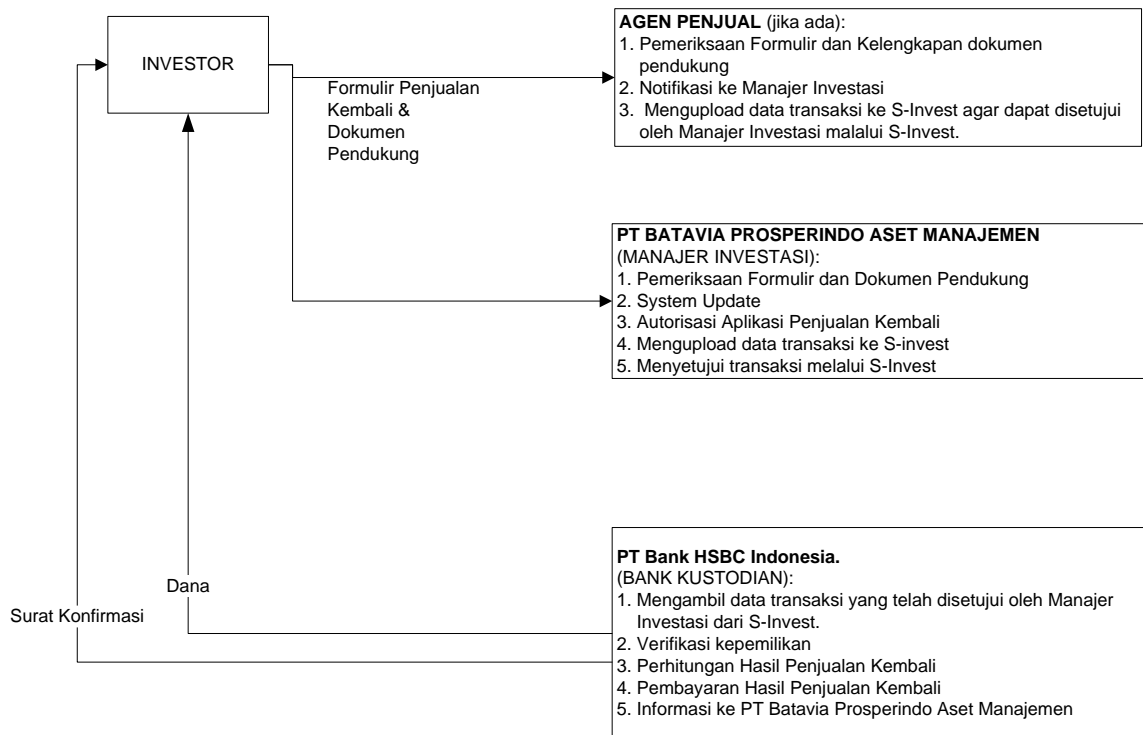 INVESTOR
Formulir Penjualan
Kembali &
Dokumen
Pendukung
AGEN PENJUAL (jika ada):
1. Pemeriksaan Formulir dan Kelengkapan dokumen
pendukung
2. Notifikasi ke Manajer Investasi
3. Mengupload data transaksi ke S-Invest agar dapat disetujui
oleh Manajer Investasi malalui S-Invest.
PT BATAVIA PROSPERINDO ASET MANAJEMEN
(MANAJER INVESTASI):
1. Pemeriksaan Formulir dan Dokumen Pendukung
2. System Update
3. Autorisasi Aplikasi Penjualan Kembali
4. Mengupload data transaksi ke S-invest
5. Menyetujui transaksi melalui S-Invest
PT Bank HSBC Indonesia.
(BANK KUSTODIAN):
1. Mengambil data transaksi yang telah disetujui oleh Manajer
Investasi dari S-Invest.
2. Verifikasi kepemilikan
3. Perhitungan Hasil Penjualan Kembali
4. Pembayaran Hasil Penjualan Kembali
5. Informasi ke PT Batavia Prosperindo Aset Manajemen
Dana
Surat Konfirmasi